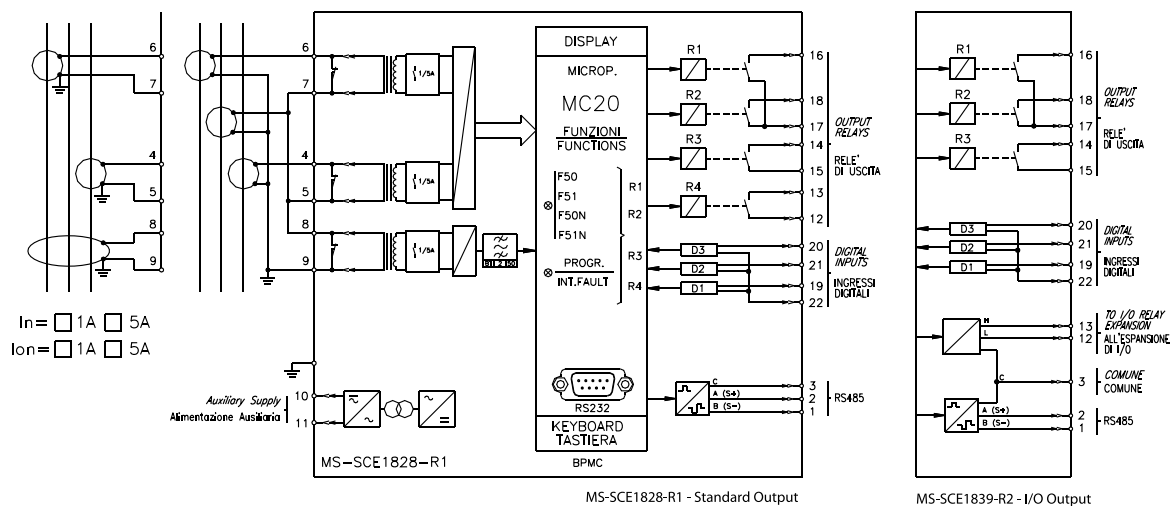 6
7
4
5
8
9
In= 1A 5A
Ion= 1A 5A
6
7
4
5
8
9
1/5A
1/5A
1/5A
10
11
Auxiliary Supply
Alimentazione Ausiliaria
MS-SCE1828-R1
DISPLAY
MICROP.
MC20
FUNZIONI
FUNCTIONS
F50
F51
F50N
F51N
PROGR.
INT.FAULT
R1
R2
R3
R4
RS232
KEYBOARD
TASTIERA
BPMC
R1
R2
R3
R4
D3
D2
D1
C
A (S+)
B (S-)
16
18
17
14
15
13
12
20
21
19
22
3
2
1
OUTPUT
RELAYS
RELE'
DI USCITA
DIGITAL
INPUTS
INGRESSI
DIGITALI
RS485
MS-SCE1828-R1 - Standard Output
R1
R2
R3
D3
D2
D1
H
L
C
A (S+)
B (S-)
16
18
17
14
15
20
21
19
22
13
12
3
2
1
OUTPUT
RELAYS
RELE'
DI USCITA
DIGITAL
INPUTS
INGRESSI
DIGITALI
TO I/O RELAY
EXPANSION
ALL'ESPANSIONE
DI I/O
COMUNE
COMUNE
RS485
MS-SCE1839-R2 - I/O Output